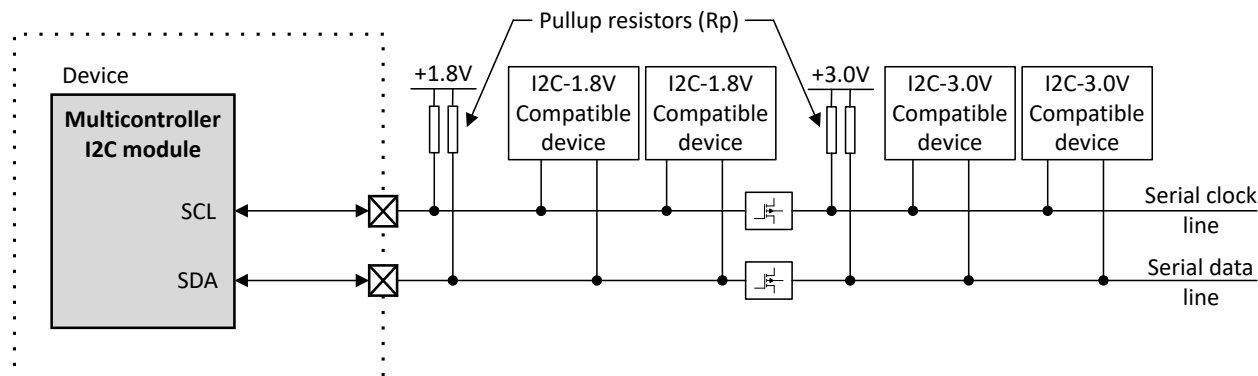 Pullup resistors (Rp)
Device
Multicontroller
I2C module
SCL
SDA
+1.8V
I2C-1.8V
Compatible
device
I2C-1.8V
Compatible
device
+3.0V
I2C-3.0V
Compatible
device
I2C-3.0V
Compatible
device
Serial clock
line
Serial data
line